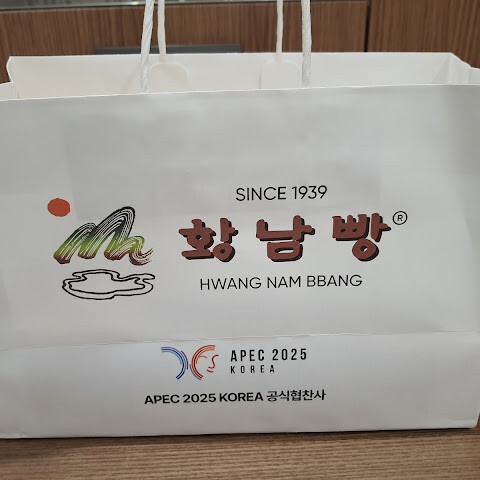 SINCE 1939
황남빵®
HWANG NAM BBANG
APEC 2025
KOREA
APEC 2025 KOREA 공식협찬사